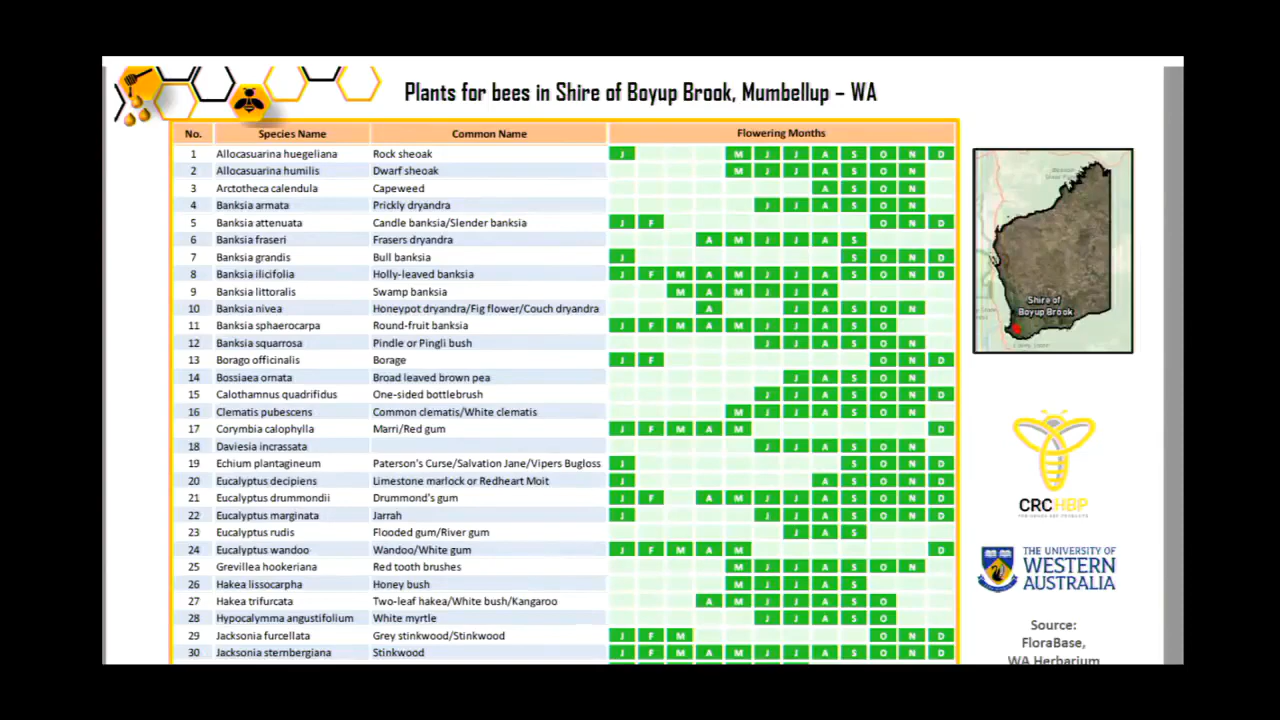 Plants for bees in Shire of Boyup Brook, Mumbellup – WA
No. Species Name Common Name Flowering Months
1 Allocasuarina huegeliana Rock sheoak J M J J A S O N D
2 Allocasuarina humilis Dwarf sheoak M J J A S O N
3 Arctotheca calendula Capeweed A S O N
4 Banksia armata Prickly dryandra J J A S O N
5 Banksia attenuata Candle banksia/Slender banksia J F O N D
6 Banksia fraseri Frasers dryandra A M J J A S
7 Banksia grandis Bull banksia J S O N D
8 Banksia ilicifolia Holly-leaved banksia J F M A M J J A S O N D
9 Banksia littoralis Swamp banksia M A M J J A
10 Banksia nivea Honeypot dryandra/Fig flower/Couch dryandra A J A S O N
11 Banksia sphaerocarpa Round-fruit banksia J F M A M J J A S O
12 Banksia squarrosa Pindle or Pingli bush J J A S O N
13 Borago officinalis Borage J F O N D
14 Bossiaea ornata Broad leaved brown pea J A S O N
15 Calothamnus quadrifidus One-sided bottlebrush J J A S O N D
16 Clematis pubescens Common clematis/White clematis M J J A S O N
17 Corymbia calophylla Marri/Red gum J F M A M D
18 Daviesia incrassata J J A S O N
19 Echium plantagineum Paterson's Curse/Salvation Jane/Vipers Bugloss J S O N D
20 Eucalyptus decipiens Limestone marlock or Redheart Moit J A S O N D
21 Eucalyptus drummondii Drummond's gum J F A M J J A S O N D
22 Eucalyptus marginata Jarrah J J J A S O N D
23 Eucalyptus rudis Flooded gum/River gum J A S
24 Eucalyptus wandoo Wandoo/White gum J F M A M D
25 Grevillea hookeriana Red tooth brushes M J J A S O N
26 Hakea lissocarpha Honey bush M J J A S
27 Hakea trifurcata Two-leaf hakea/White bush/Kangaroo A M J J A S O
28 Hypocalymma angustifolium White myrtle J J A S O
29 Jacksonia furcellata Grey stinkwood/Stinkwood J F M O N D
30 Jacksonia sternbergiana Stinkwood J F M A M J J A S O N D
Shire of
Boyup Brook
CRCHBP
THE UNIVERSITY OF
WESTERN
AUSTRALIA
Source:
FloraBase,
WA Herbarium